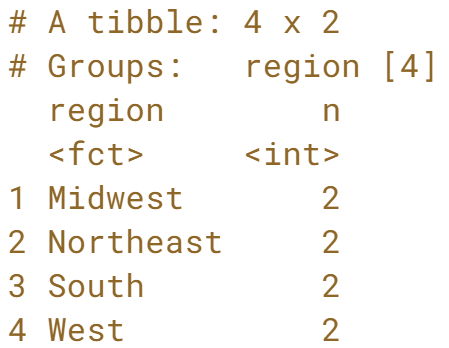 # A tibble: 4 x 2
# Groups:   region [4]
  region        n
  <fct>     <int>
1 Midwest       2
2 Northeast     2
3 South         2
4 West          2